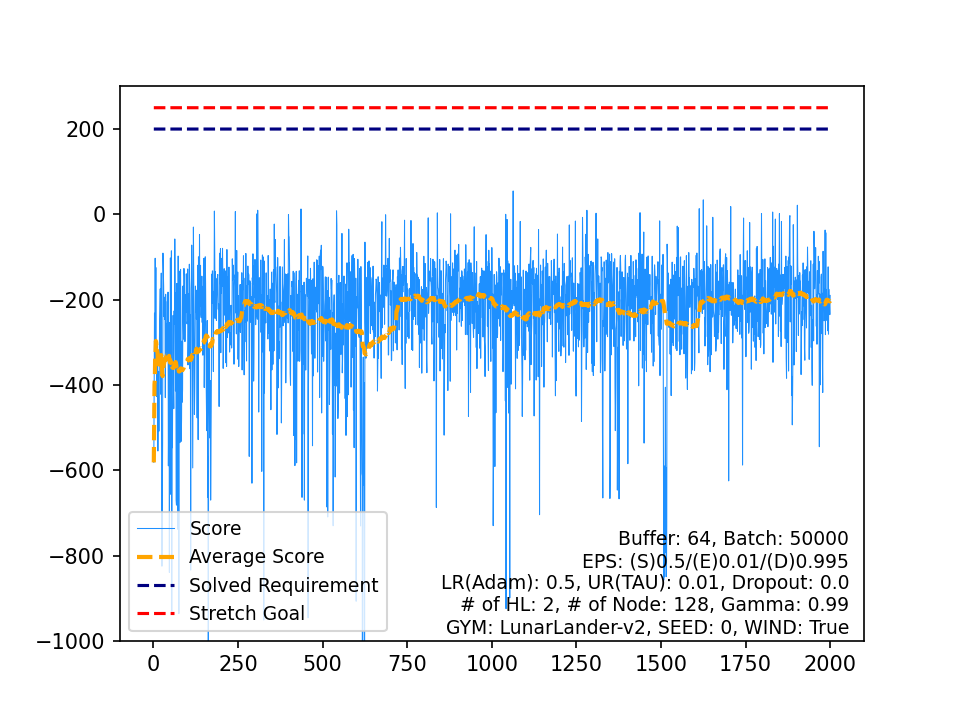 200
0
−200
−400
−600
−800
−1000
Score
Average Score
Solved Requirement
Stretch Goal
Buffer: 64, Batch: 50000
EPS: (S)0.5/(E)0.01/(D)0.995
LR(Adam): 0.5, UR(TAU): 0.01, Dropout: 0.0
# of HL: 2, # of Node: 128, Gamma: 0.99
GYM: LunarLander-v2, SEED: 0, WIND: True
0 250 500 750 1000 1250 1500 1750 2000